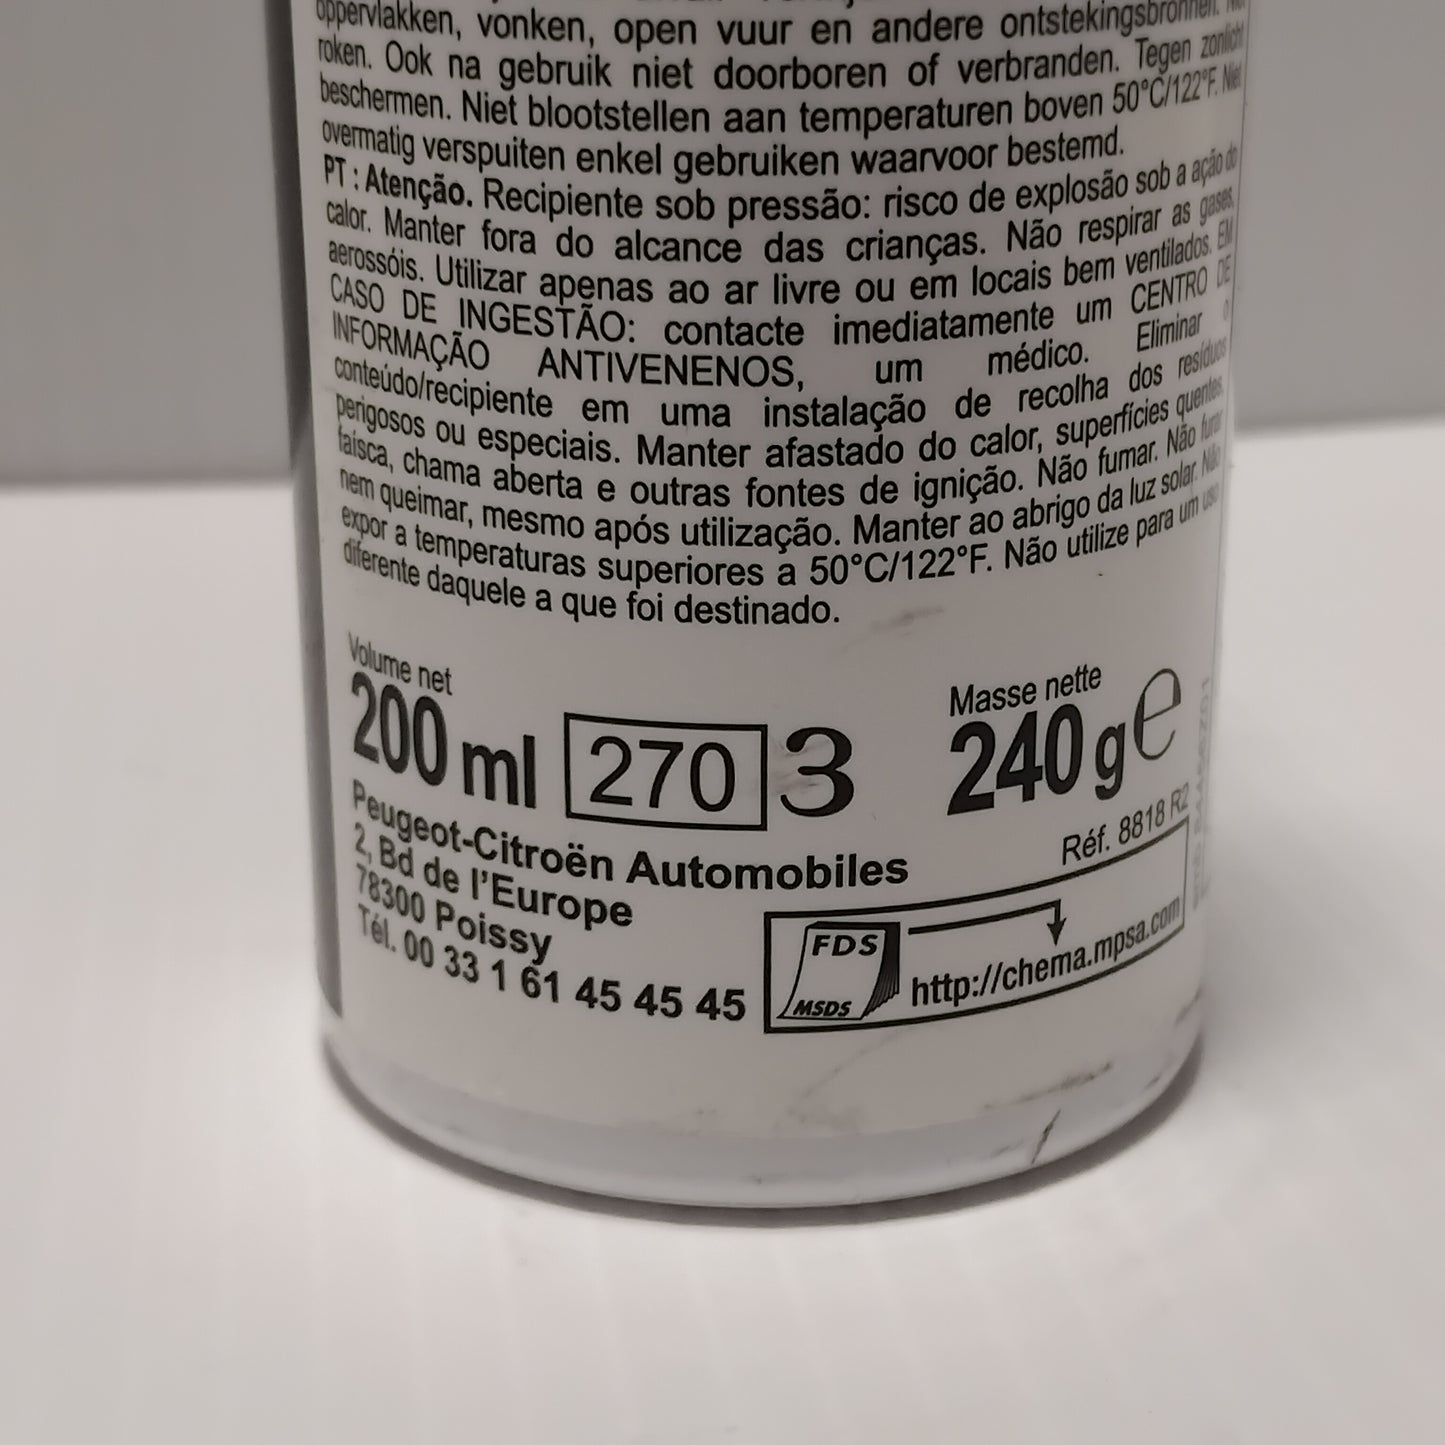 oppervlakken, vonken, open vuur en andere ontstekingsbronnen. Niet
roken. Ook na gebruik niet doorboren of verbranden. Tegen zonlicht
beschermen. Niet blootstellen aan temperaturen boven 50°C/122°F. Niet
overmatig verspuiten enkel gebruiken waarvoor bestemd.
PT : Atenção. Recipiente sob pressão: risco de explosão sob a ação do
calor. Manter fora do alcance das crianças. Não respirar as gases,
aerossóis. Utilizar apenas ao ar livre ou em locais bem ventilados. EM
CASO DE INGESTÃO: contacte imediatamente um CENTRO DE
INFORMAÇÃO ANTIVENENOS, um médico. Eliminar o
conteúdo/recipiente em uma instalação de recolha dos resíduos
perigosos ou especiais. Manter afastado do calor, superfícies quentes,
faísca, chama aberta e outras fontes de ignição. Não fumar. Não furar
nem queimar, mesmo após utilização. Manter ao abrigo da luz solar. Não
expor a temperaturas superiores a 50°C/122°F. Não utilize para um uso
diferente daquele a que foi destinado.
Volume net
200 ml 270 3
Masse nette
240 g e
Réf. 8818 R2
Peugeot-Citroën Automobiles
2, Bd de l'Europe
78300 Poissy
Tél. 00 33 1 61 45 45 45
FDS
MSDS
http://chema.mpsa.com